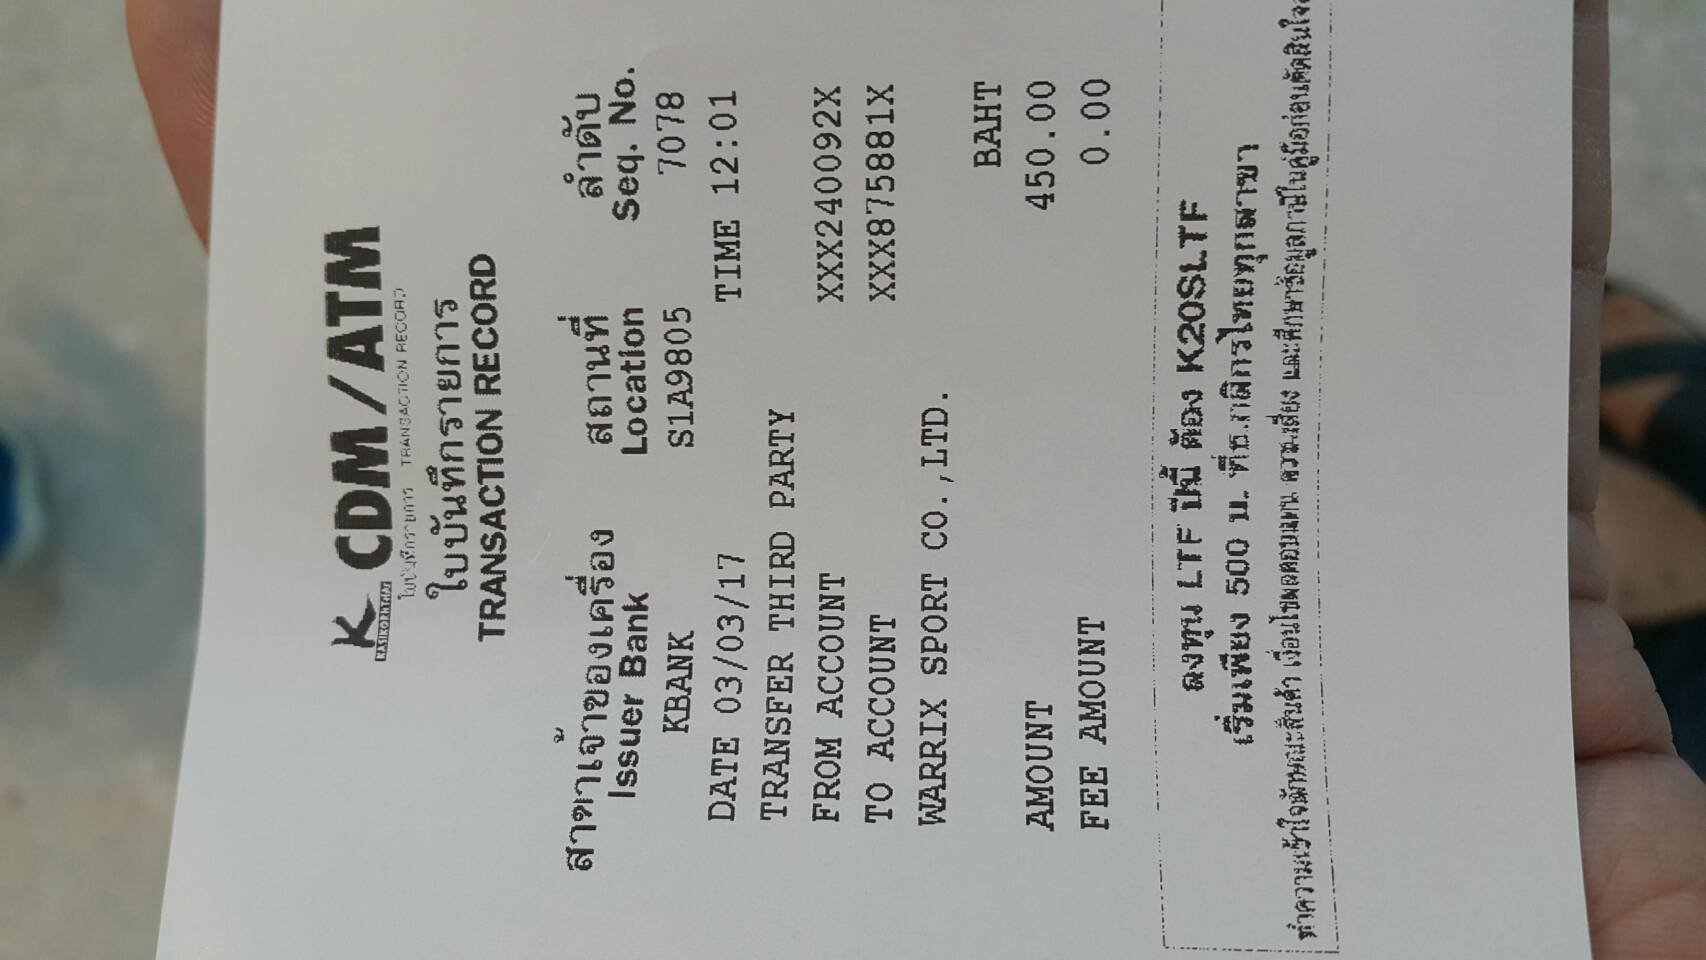 K CDM/ATM
KASIKORNTHAI
ใบบันทึกรายการ TRANSACTION RECORD
ใบบันทึกรายการ
TRANSACTION RECORD
สาขาเจ้าของเครื่อง สถานที่ ลำดับ
Issuer Bank Location Seq. No.
KBANK S1A9805 7078
DATE 03/03/17 TIME 12:01
TRANSFER THIRD PARTY
FROM ACCOUNT XXX240092X
TO ACCOUNT XXX875881X
WARRIX SPORT CO.,LTD.
BAHT
AMOUNT 450.00
FEE AMOUNT 0.00
ลงทุน LTF ปีนี้ ต้อง K20SLTF
เริ่มเพียง 500 บ. ที่ธ.กสิกรไทยทุกสาขา
ทำความเข้าใจลักษณะสินค้า เงื่อนไขผลตอบแทน ความเสี่ยง และศึกษาข้อมูลภาษีในคู่มือก่อนตัดสินใจ